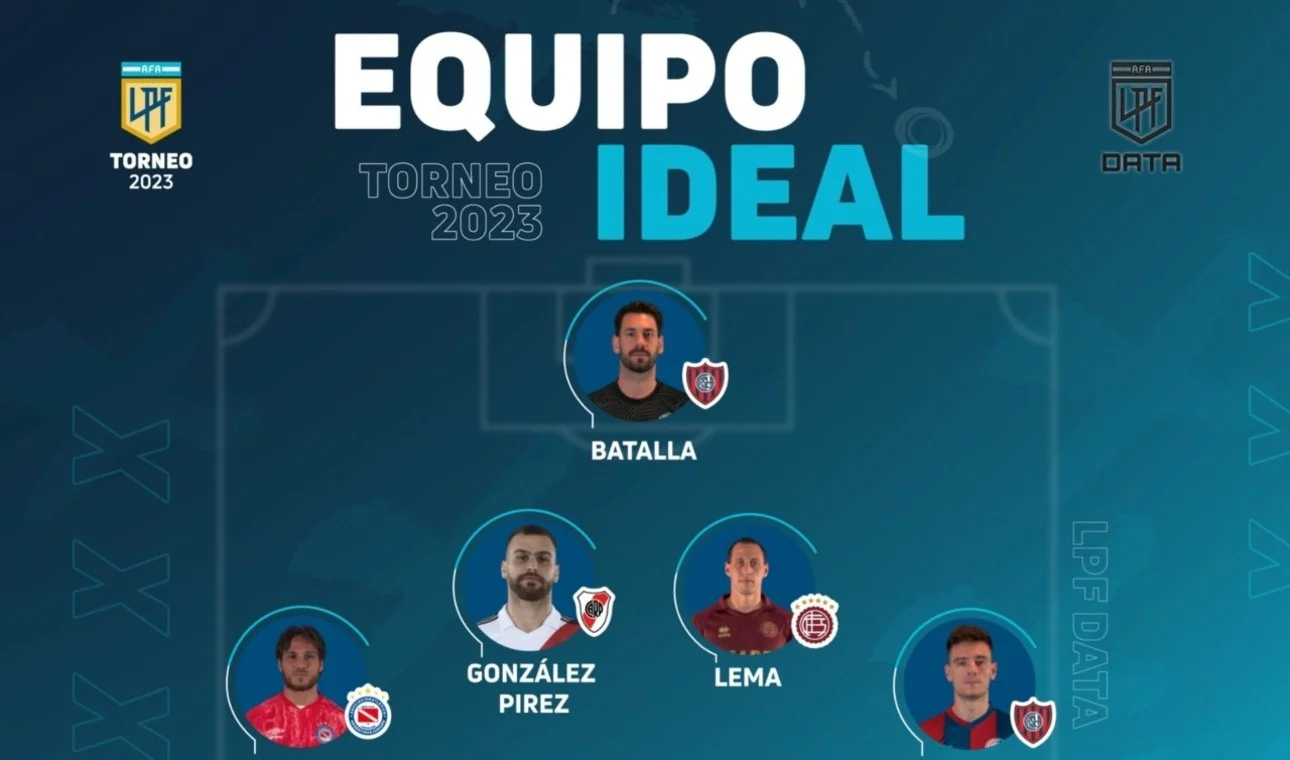 EQUIPO
IDEAL
TORNEO
2023
AFA
LPF
TORNEO
2023
AFA
LPF
DATA
BATALLA
GONZÁLEZ
PIREZ
LEMA
LPF DATA